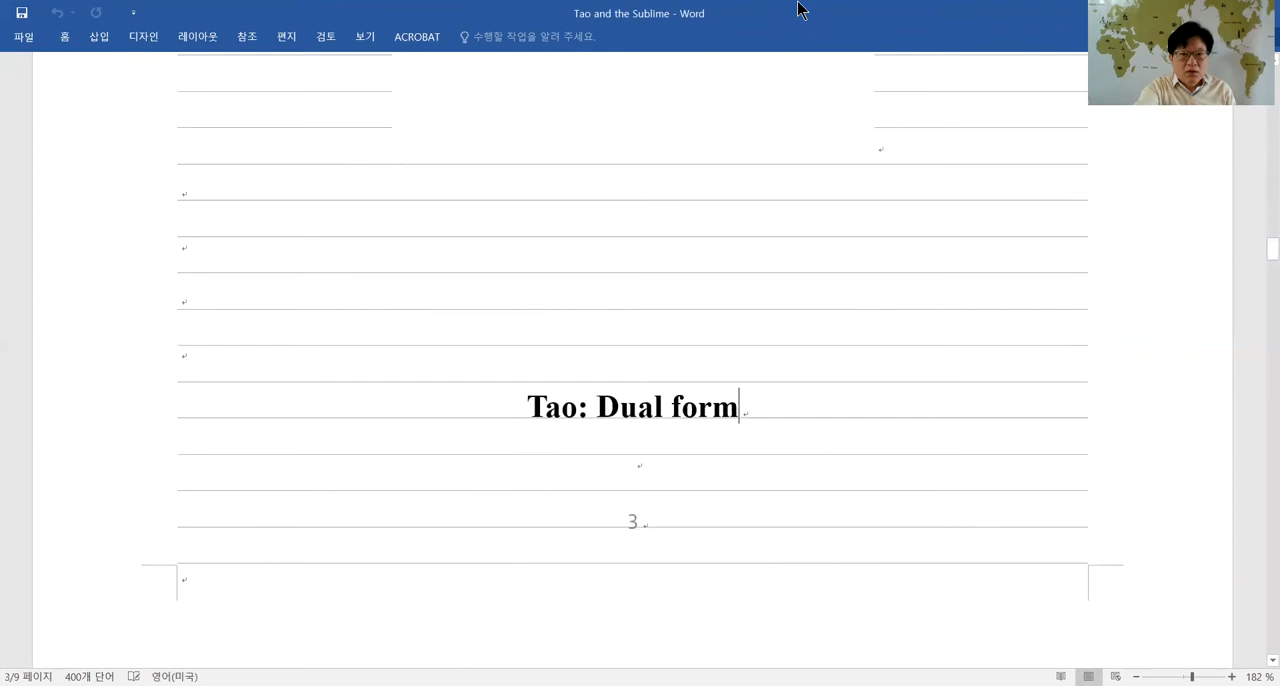 Tao and the Sublime - Word
파일 홈 삽입 디자인 레이아웃 참조 편지 검토 보기 ACROBAT 수행할 작업을 알려 주세요.
Tao: Dual form
3
3/9 페이지 400개 단어 영어(미국) 182 %